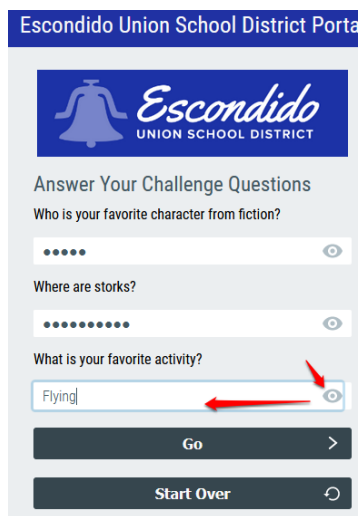 Escondido Union School District Porta
Escondido
UNION SCHOOL DISTRICT
Answer Your Challenge Questions
Who is your favorite character from fiction?
•••••
Where are storks?
••••••••••
What is your favorite activity?
Flying
Go
Start Over